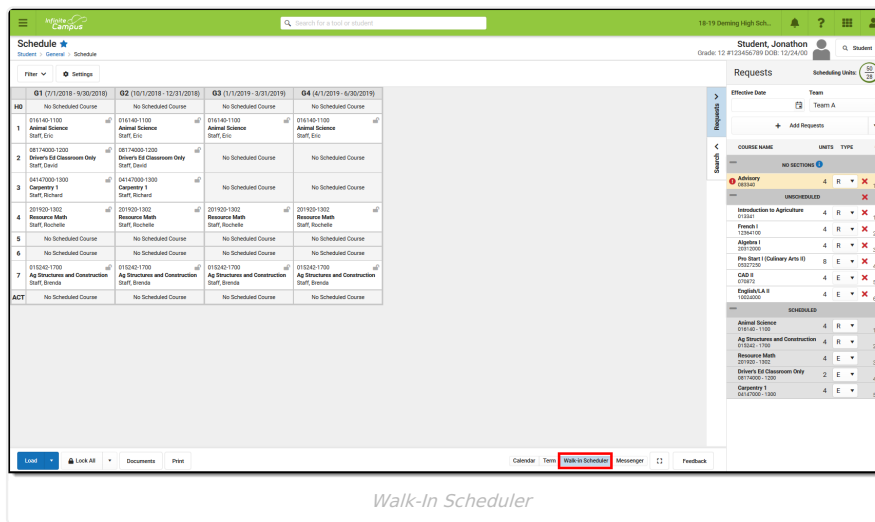 Infinite Campus
Search for a tool or student
18-19 Deming High Sch...
Schedule
Student > General > Schedule
Student, Jonathon
Grade: 12 #123456789 DOB: 12/24/00
Student
Filter
Settings
Requests
Scheduling Units: 50 28
G1 (7/1/2018 - 9/30/2018) G2 (10/1/2018 - 12/31/2018) G3 (1/1/2019 - 3/31/2019) G4 (4/1/2019 - 6/30/2019)
H0 No Scheduled Course No Scheduled Course No Scheduled Course No Scheduled Course
016140-1100 016140-1100 016140-1100 016140-1100
1 Animal Science Animal Science Animal Science Animal Science
Staff, Eric Staff, Eric Staff, Eric Staff, Eric
08174000-1200 08174000-1200
2 Driver's Ed Classroom Only Driver's Ed Classroom Only No Scheduled Course No Scheduled Course
Staff, David Staff, David
04147000-1300 04147000-1300
3 Carpentry 1 Carpentry 1 No Scheduled Course No Scheduled Course
Staff, Richard Staff, Richard
201920-1302 201920-1302 201920-1302 201920-1302
4 Resource Math Resource Math Resource Math Resource Math
Staff, Rochelle Staff, Rochelle Staff, Rochelle Staff, Rochelle
5 No Scheduled Course No Scheduled Course No Scheduled Course No Scheduled Course
6 No Scheduled Course No Scheduled Course No Scheduled Course No Scheduled Course
015242-1700 015242-1700 015242-1700 015242-1700
7 Ag Structures and Construction Ag Structures and Construction Ag Structures and Construction Ag Structures and Construction
Staff, Brenda Staff, Brenda Staff, Brenda Staff, Brenda
ACT No Scheduled Course No Scheduled Course No Scheduled Course No Scheduled Course
Requests
Search
Effective Date Team
Team A
+ Add Requests
COURSE NAME UNITS TYPE
NO SECTIONS
Advisory 4 R
083340
UNSCHEDULED
Introduction to Agriculture 4 R
013341
French I 4 R
12364100
Algebra I 4 R
20312000
Pro Start I (Culinary Arts II) 8 E
05327250
CAD II 4 E
070872
English/LA II 4 E
10024000
SCHEDULED
Animal Science 4 R
016140 - 1100
Ag Structures and Construction 4 R
015242 - 1700
Resource Math 4 E
201920 - 1302
Driver's Ed Classroom Only 2 E
08174000 - 1200
Carpentry 1 4 E
04147000 - 1300
Load
Lock All
Documents
Print
Calendar
Term
Walk-in Scheduler
Messenger
Feedback
Walk-In Scheduler